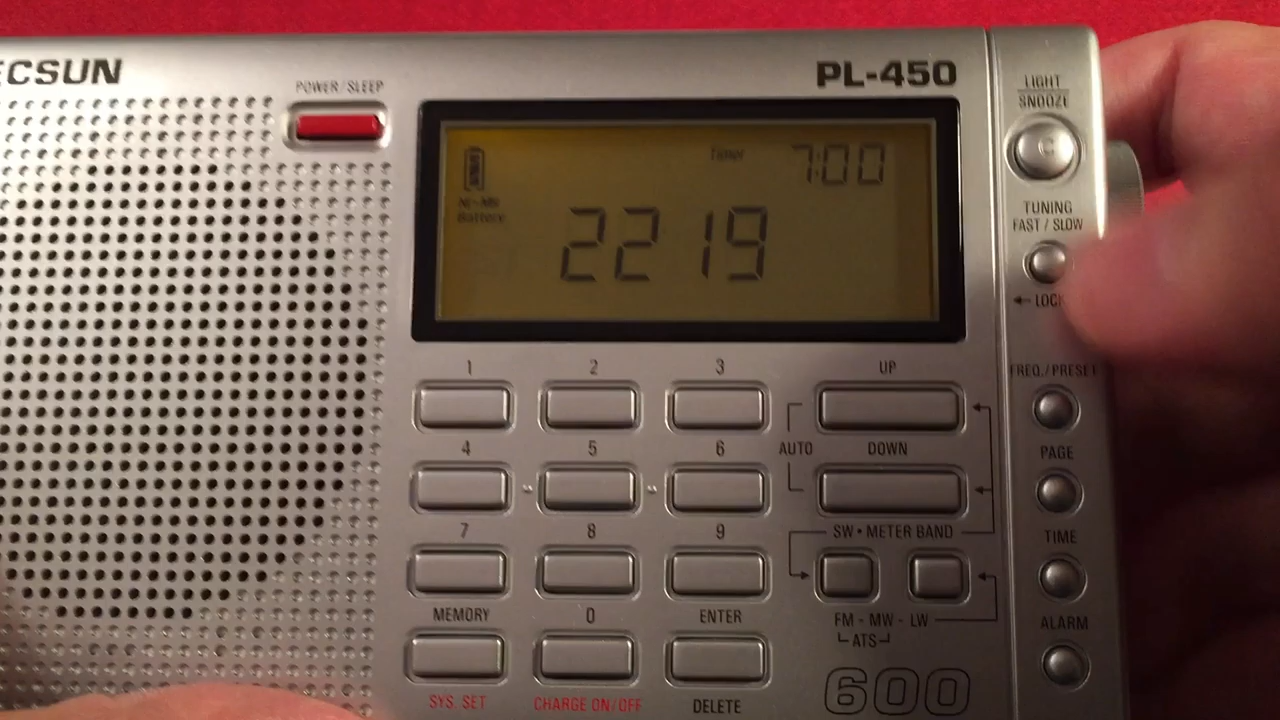 ECSUN
POWER/SLEEP
PL-450
LIGHT
SNOOZE
Timer 7:00
Ni-MH
Battery
2219
TUNING
FAST / SLOW
LOCK
1 2 3 UP
FREQ./PRESET
4 5 6 AUTO DOWN
PAGE
7 8 9 SW • METER BAND
TIME
MEMORY 0 ENTER FM - MW - LW
ALARM
ATS
SYS. SET CHARGE ON/OFF DELETE
600